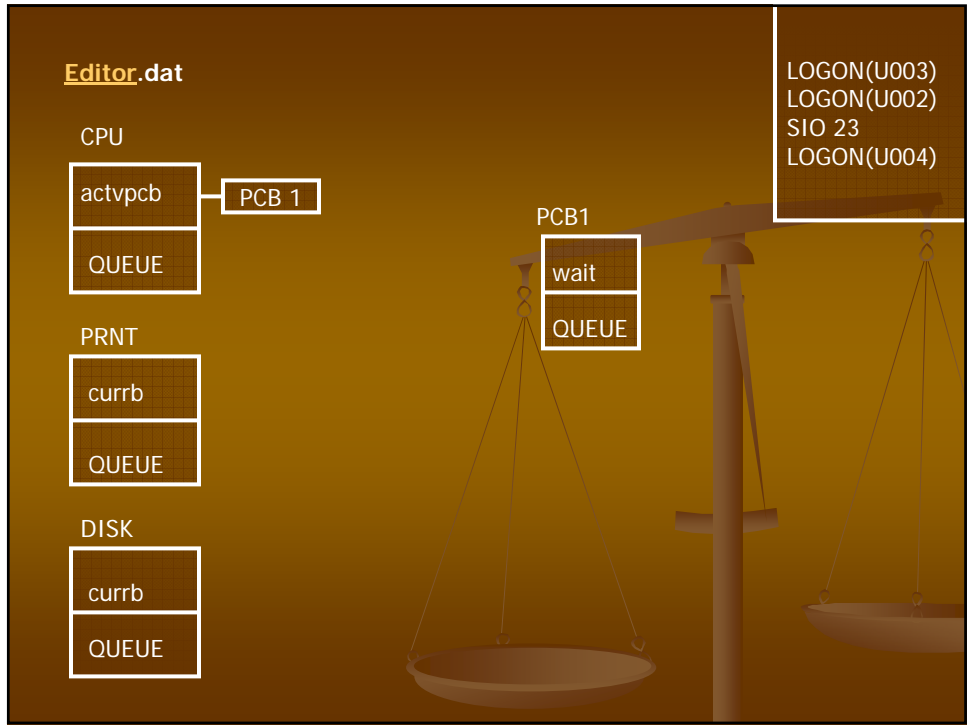 Editor.dat
CPU
actvpcb
PCB 1
QUEUE
PRNT
currb
QUEUE
DISK
currb
QUEUE
PCB1
wait
QUEUE
LOGON(U003)
LOGON(U002)
SIO 23
LOGON(U004)